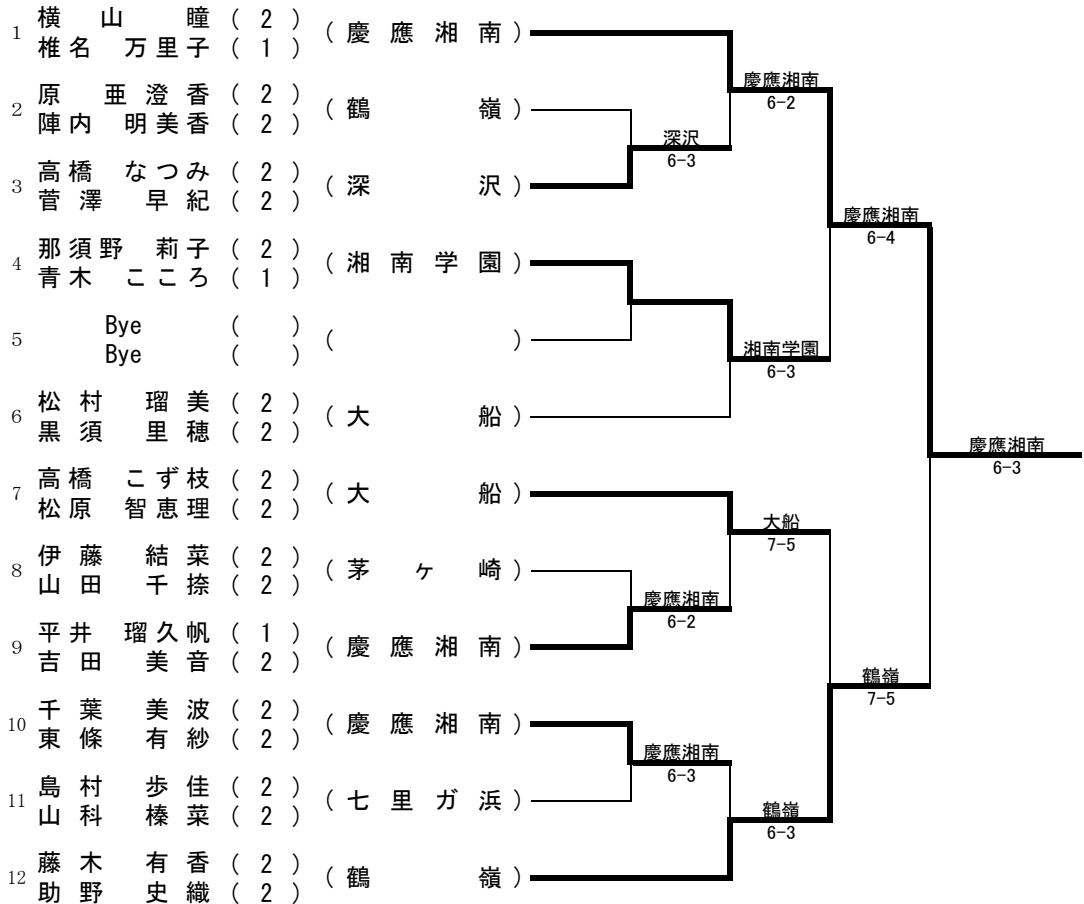 1 横山 瞳 ( 2 ) ( 慶應湘南 )
椎名 万里子 ( 1 )
慶應湘南
6-2
2 原 亜澄香 ( 2 ) ( 鶴嶺 )
陣内 明美香 ( 2 )
深沢
6-3
3 高橋 なつみ ( 2 ) ( 深沢 )
菅澤 早紀 ( 2 )
慶應湘南
6-4
4 那須野 莉子 ( 2 ) ( 湘南学園 )
青木 こころ ( 1 )
5 Bye ( ) ( )
Bye ( )
湘南学園
6-3
6 松村 瑠美 ( 2 ) ( 大船 )
黒須 里穂 ( 2 )
慶應湘南
6-3
7 高橋 こず枝 ( 2 ) ( 大船 )
松原 智恵理 ( 2 )
大船
7-5
8 伊藤 結菜 ( 2 ) ( 茅ヶ崎 )
山田 千捺 ( 2 )
慶應湘南
6-2
9 平井 瑠久帆 ( 1 ) ( 慶應湘南 )
吉田 美音 ( 2 )
鶴嶺
7-5
10 千葉 美波 ( 2 ) ( 慶應湘南 )
東條 有紗 ( 2 )
慶應湘南
6-3
11 島村 歩佳 ( 2 ) ( 七里ガ浜 )
山科 榛菜 ( 2 )
鶴嶺
6-3
12 藤木 有香 ( 2 ) ( 鶴嶺 )
助野 史織 ( 2 )